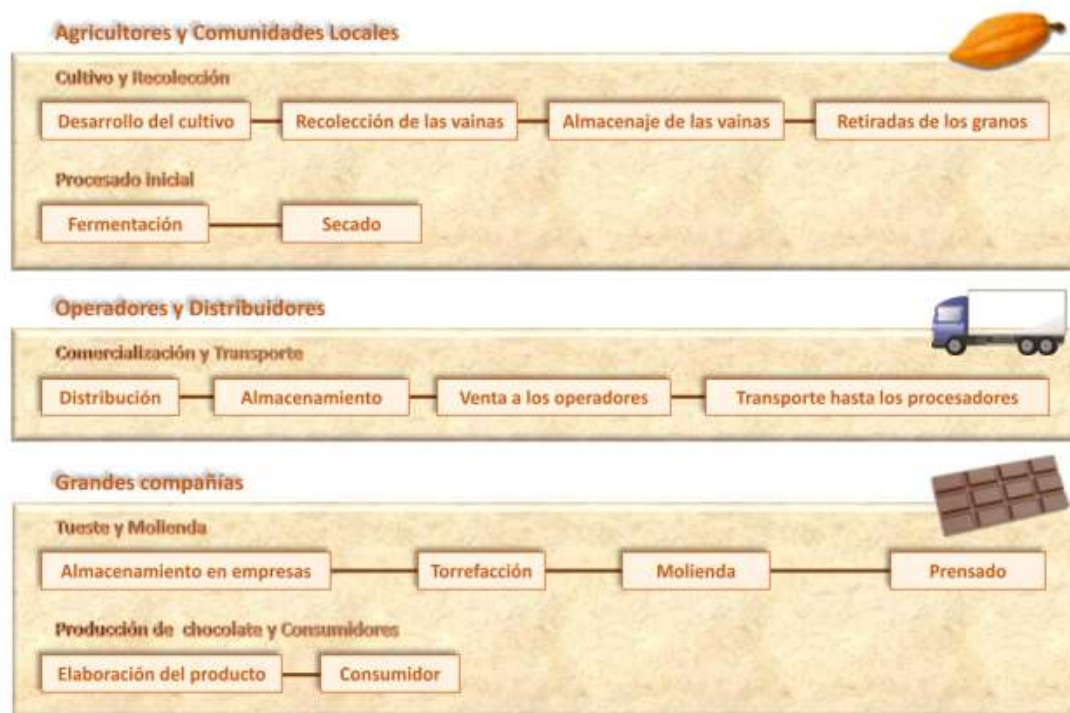 Agricultores y Comunidades Locales
Cultivo y Recolección
Desarrollo del cultivo Recolección de las vainas Almacenaje de las vainas Retiradas de los granos
Procesado inicial
Fermentación Secado
Operadores y Distribuidores
Comercialización y Transporte
Distribución Almacenamiento Venta a los operadores Transporte hasta los procesadores
Grandes compañías
Tueste y Molienda
Almacenamiento en empresas Torrefacción Molienda Prensado
Producción de chocolate y Consumidores
Elaboración del producto Consumidor